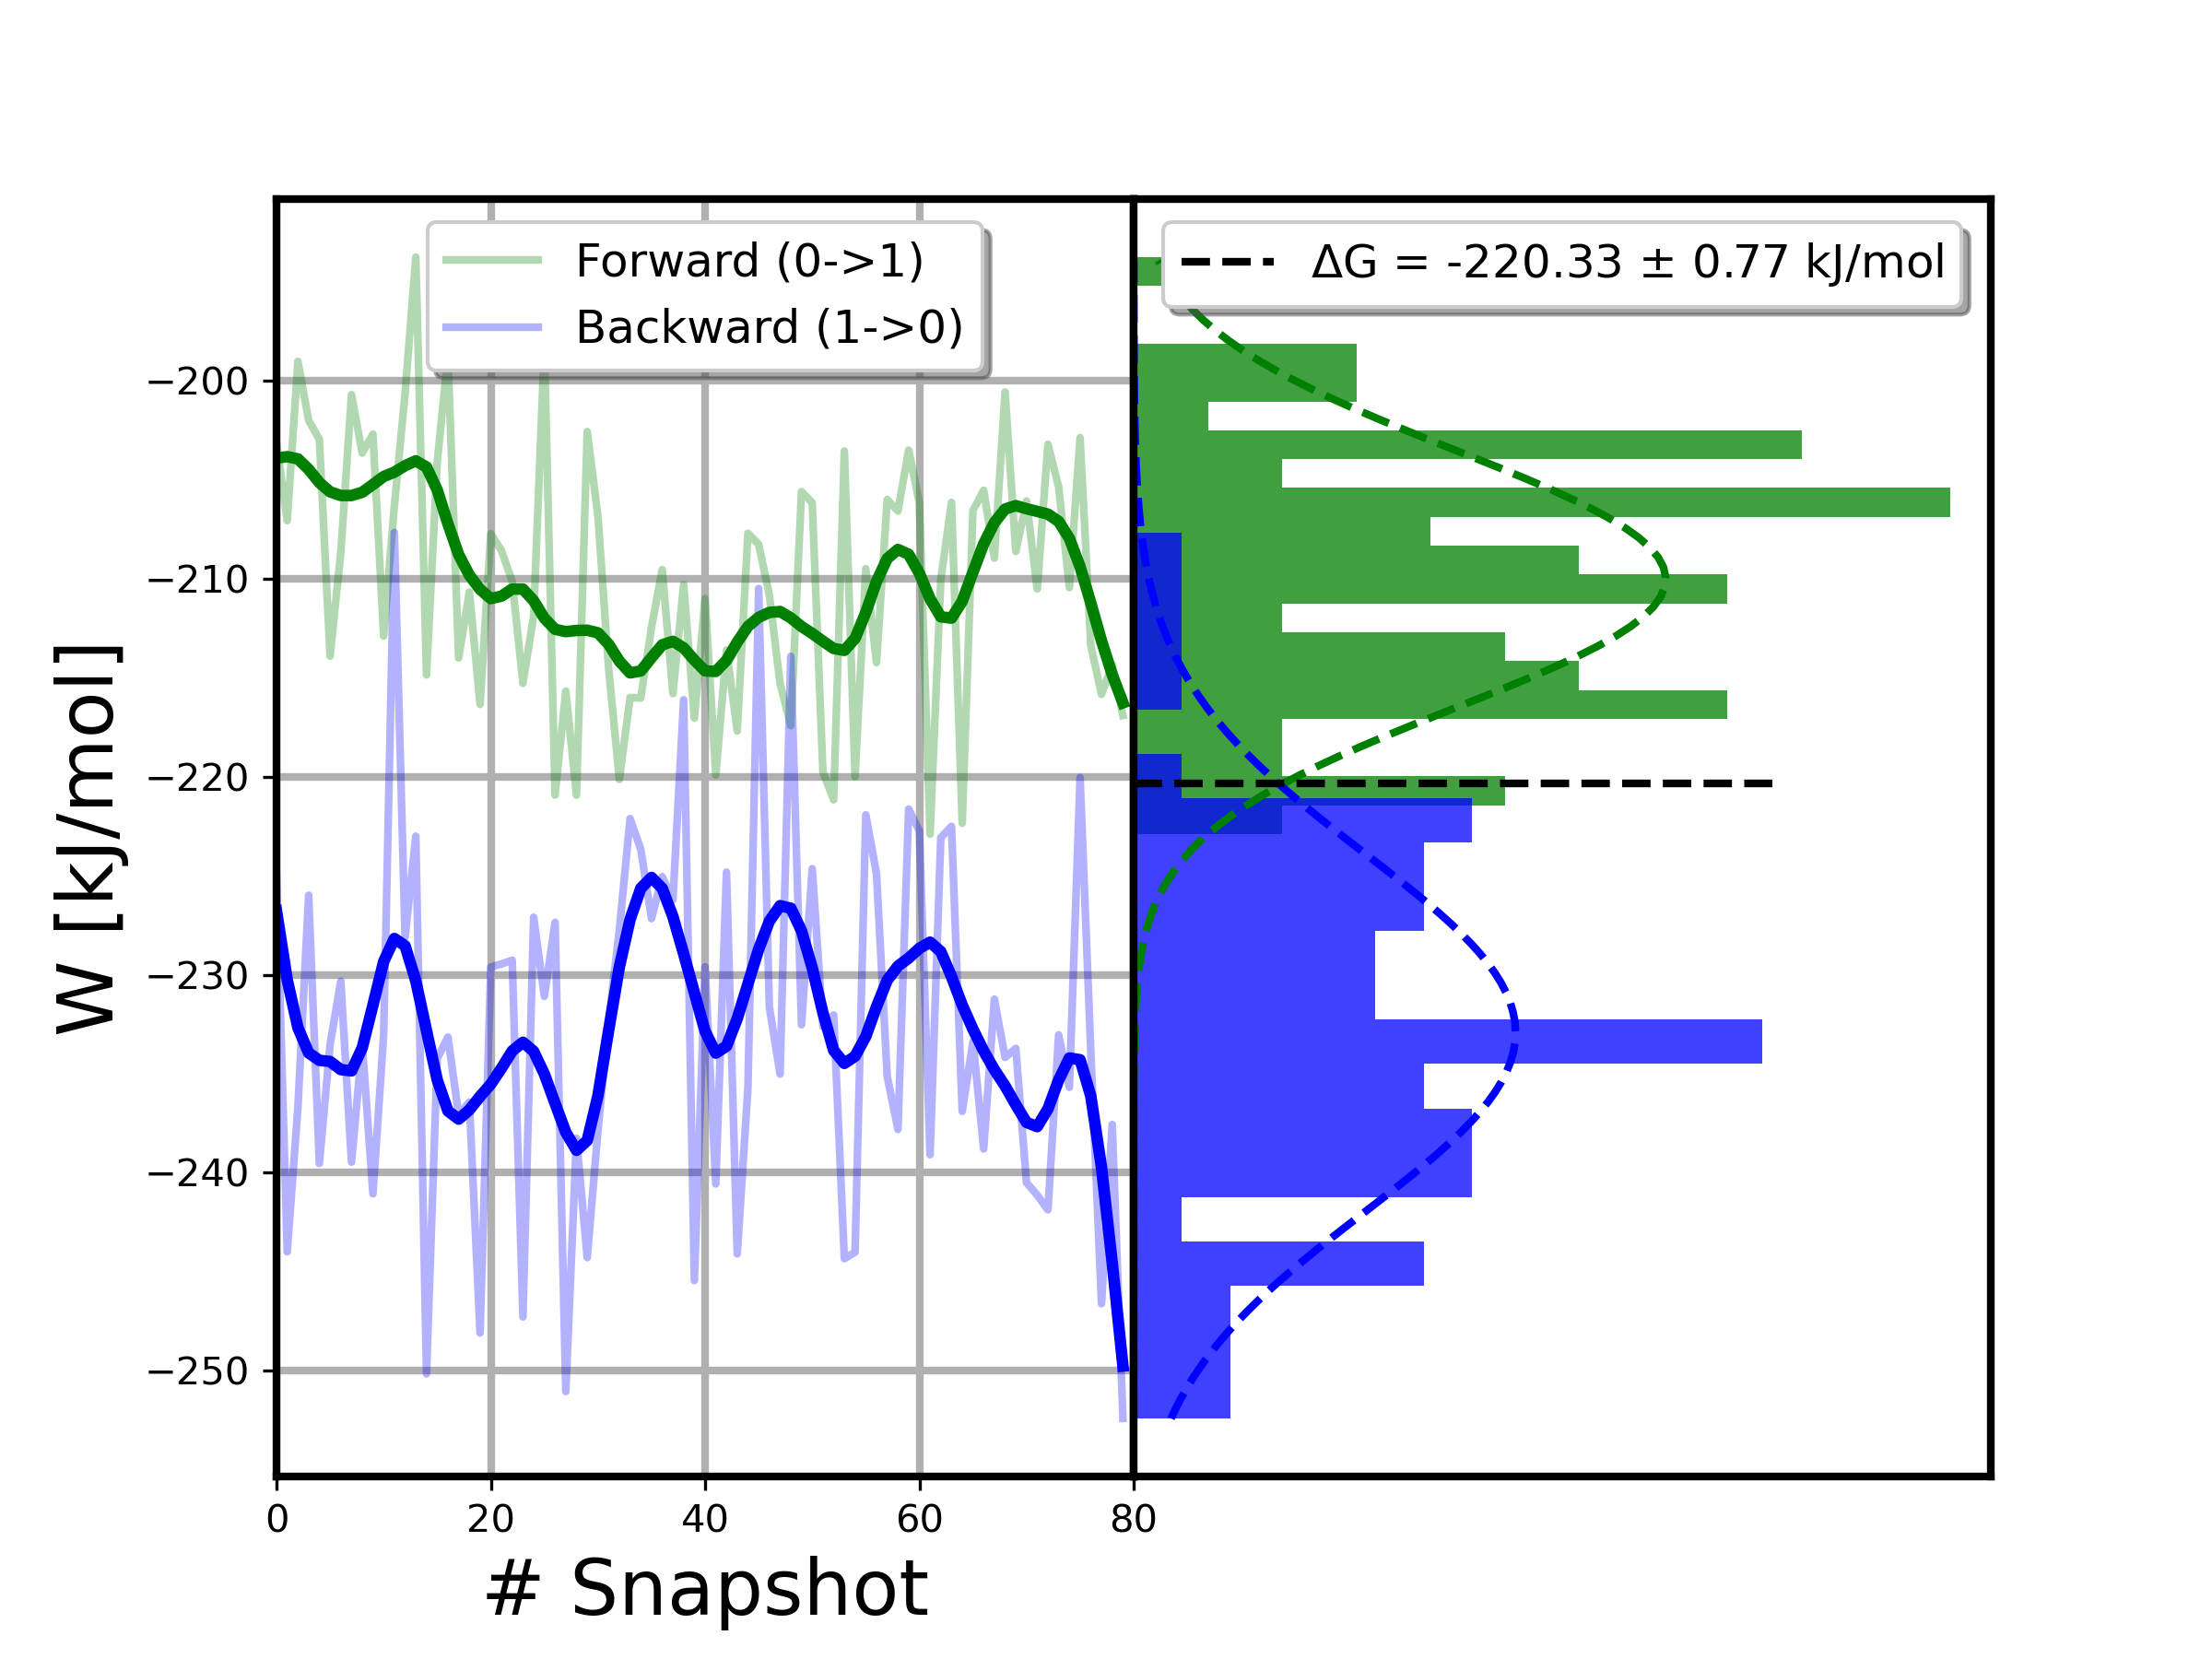 Forward (0->1)
Backward (1->0)
ΔG = -220.33 ± 0.77 kJ/mol
W [kJ/mol]
−200
−210
−220
−230
−240
−250
0 20 40 60 80
# Snapshot